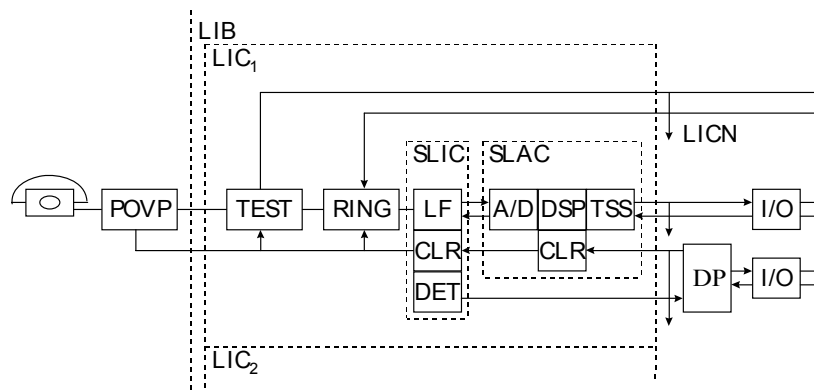 LIB
LIC1
LICN
SLIC
SLAC
POVP
TEST
RING
LF
A/D
DSP
TSS
I/O
CLR
CLR
DET
DP
I/O
LIC2